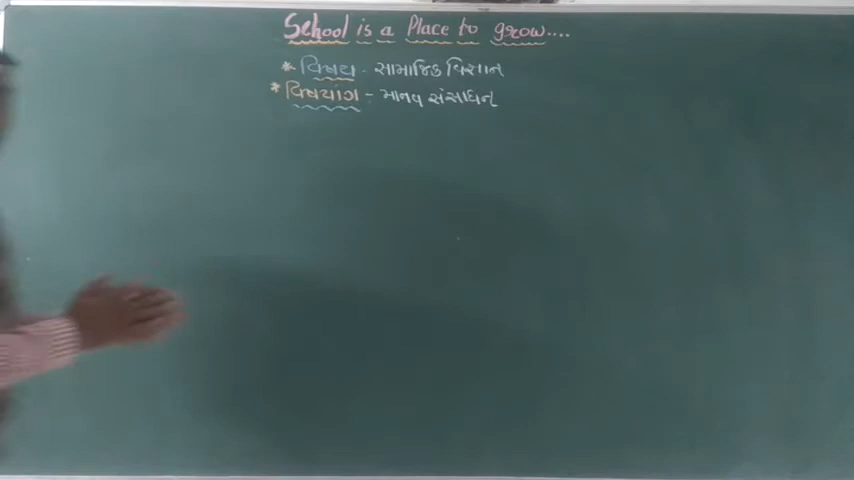 School is a Place to grow....
* વિષય - સામાજિક વિજ્ઞાન
* વિષયાંગ - માનવ સંસાધન